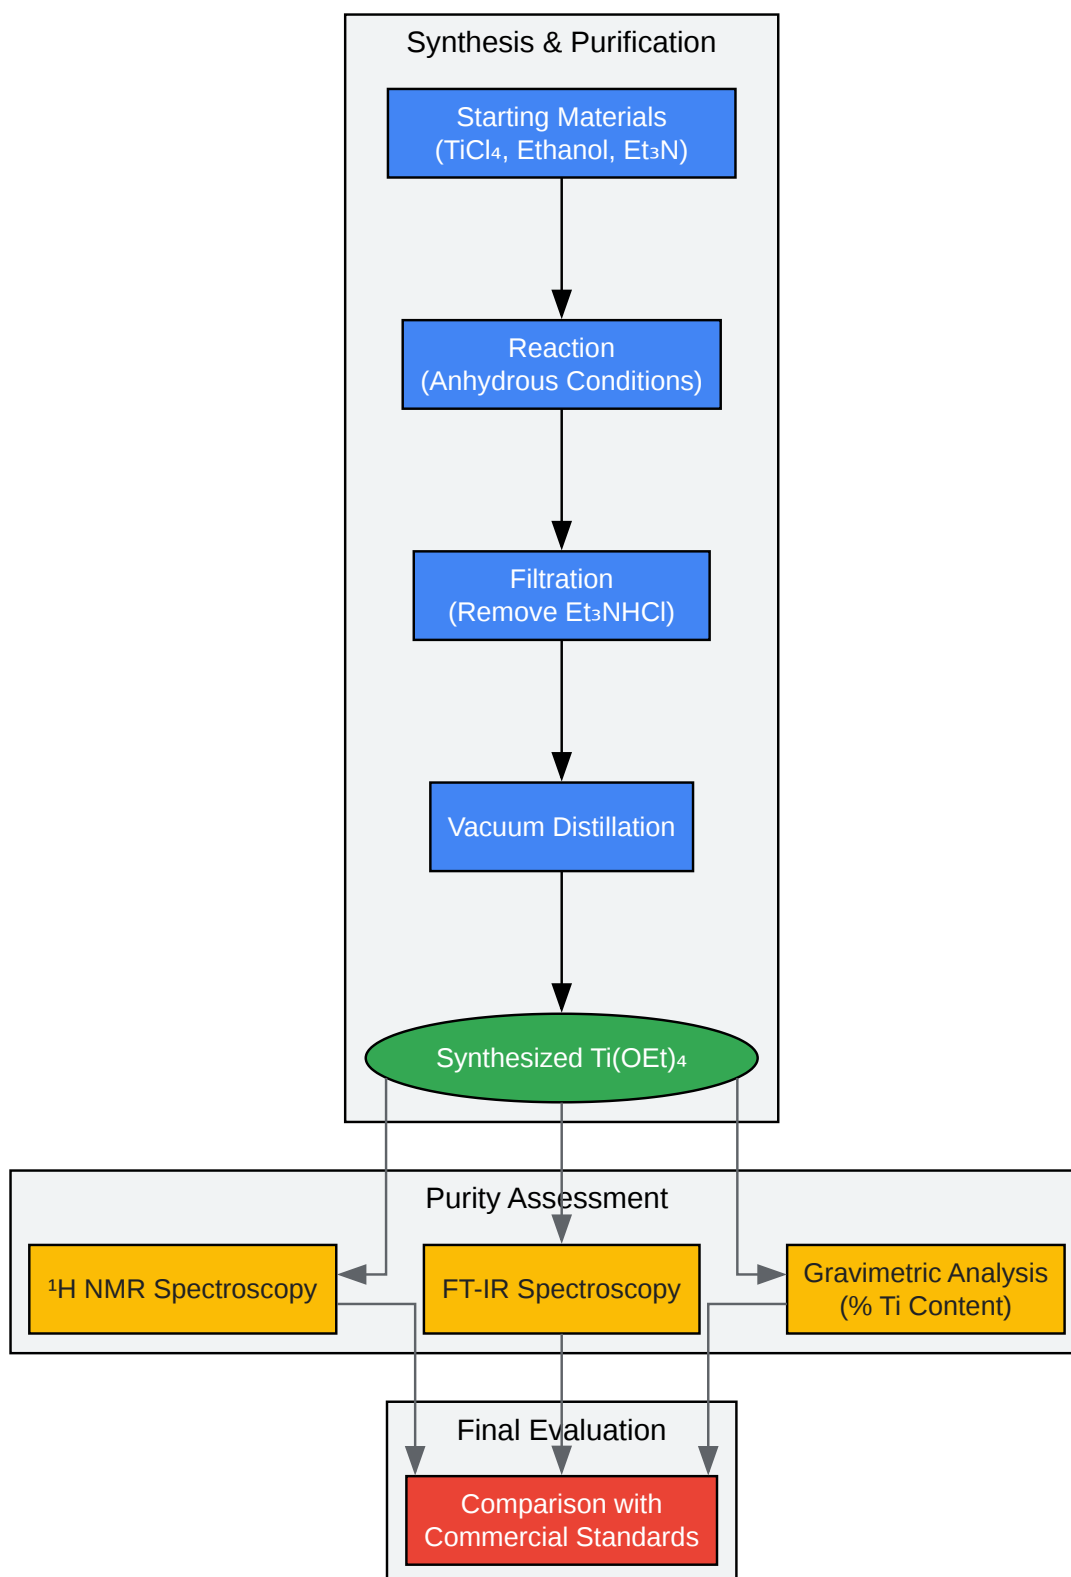 Synthesis & Purification
Starting Materials
(TiCl₄, Ethanol, Et₃N)
Reaction
(Anhydrous Conditions)
Filtration
(Remove Et₃NHCl)
Vacuum Distillation
Synthesized Ti(OEt)₄
Purity Assessment
¹H NMR Spectroscopy
FT-IR Spectroscopy
Gravimetric Analysis
(% Ti Content)
Final Evaluation
Comparison with
Commercial Standards